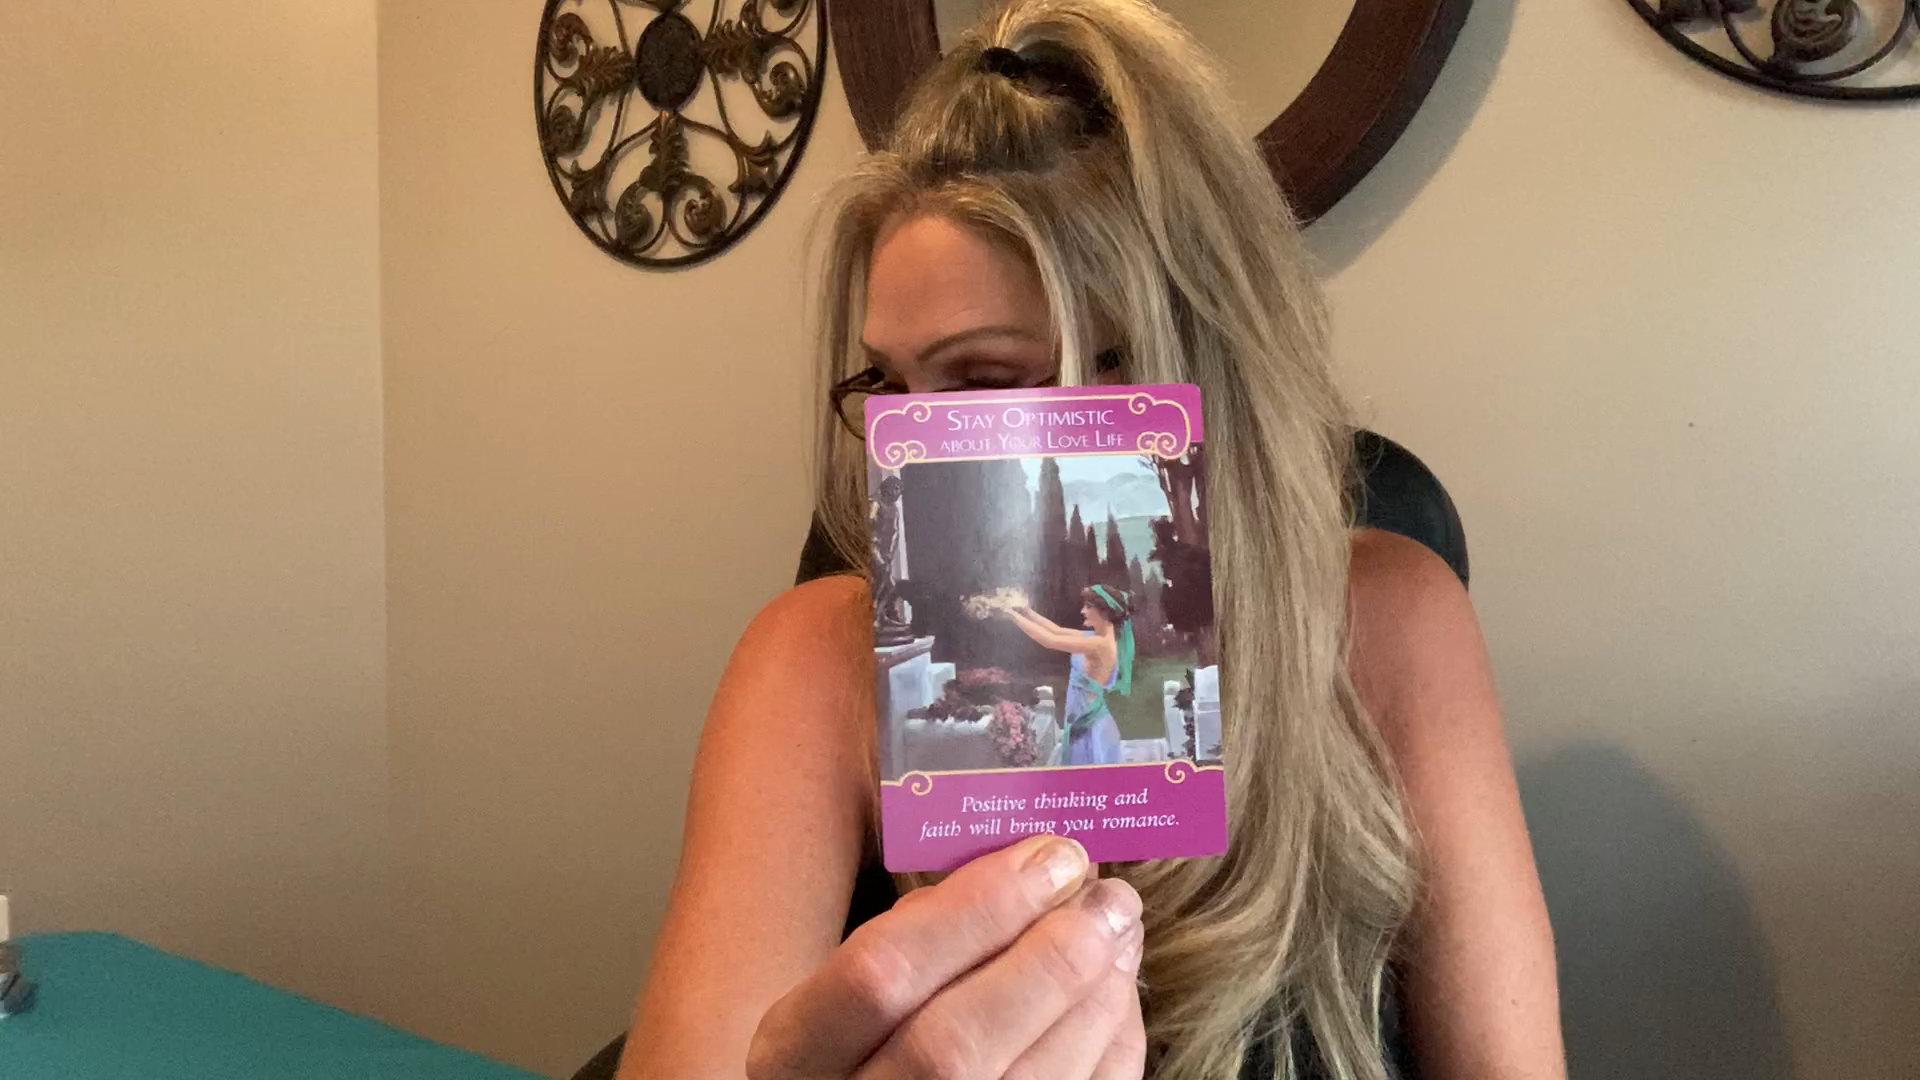 Stay Optimistic
about Your Love Life
Positive thinking and
faith will bring you romance.